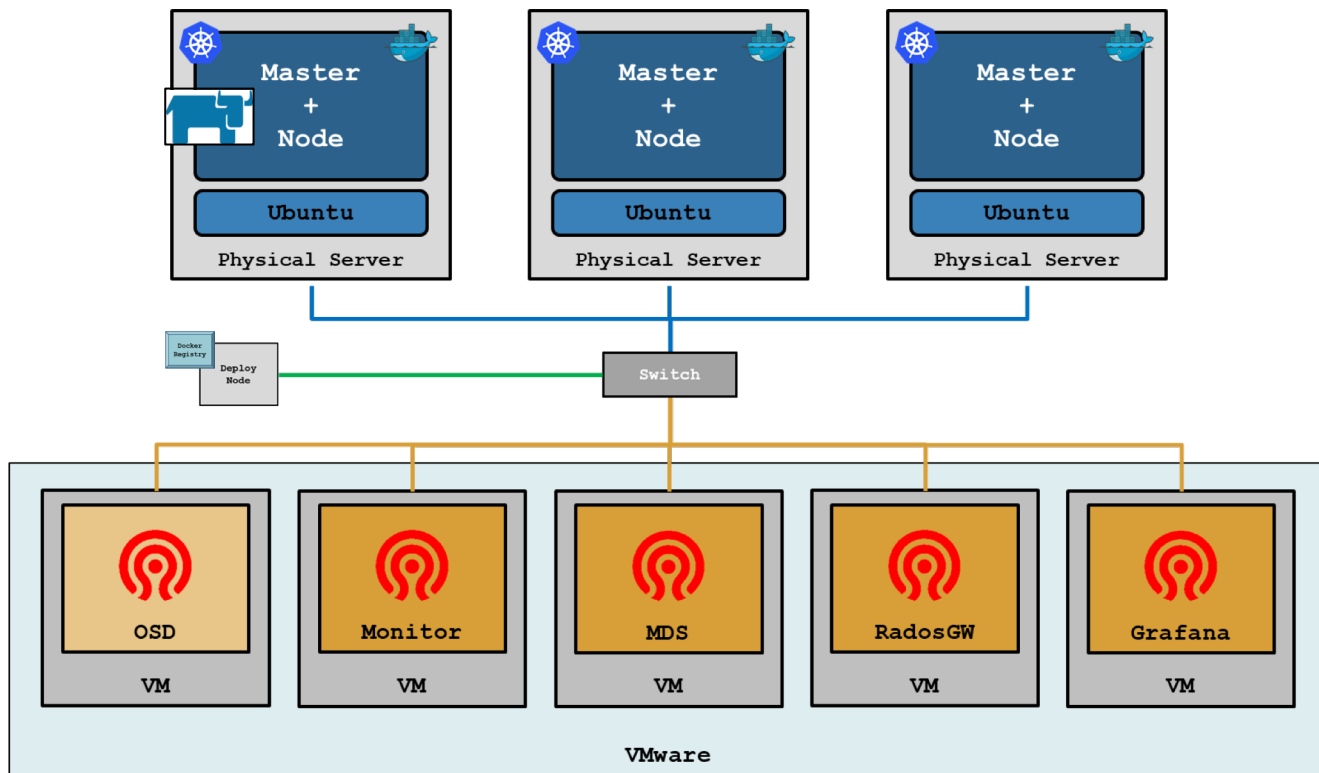 Master
+
Node
Ubuntu
Physical Server
Master
+
Node
Ubuntu
Physical Server
Master
+
Node
Ubuntu
Physical Server
Docker
Registry
Deploy
Node
Switch
OSD
VM
Monitor
VM
MDS
VM
RadosGW
VM
Grafana
VM
VMware